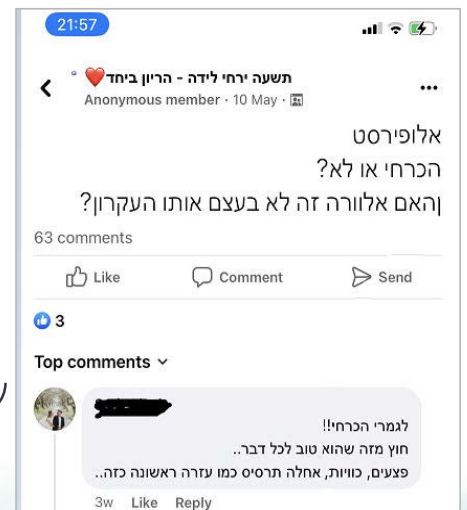 21:57
תשעה ירחי לידה - הריון ביחד❤️
Anonymous member · 10 May ·
אלופירסט
הכרחי או לא?
והאם אלוורה זה לא בעצם אותו העקרון?
63 comments
Like Comment Send
3
Top comments
לגמרי הכרחי!!
חוץ מזה שהוא טוב לכל דבר..
פצעים, כוויות, אחלה תרסיס כמו עזרה ראשונה כזה..
3w Like Reply